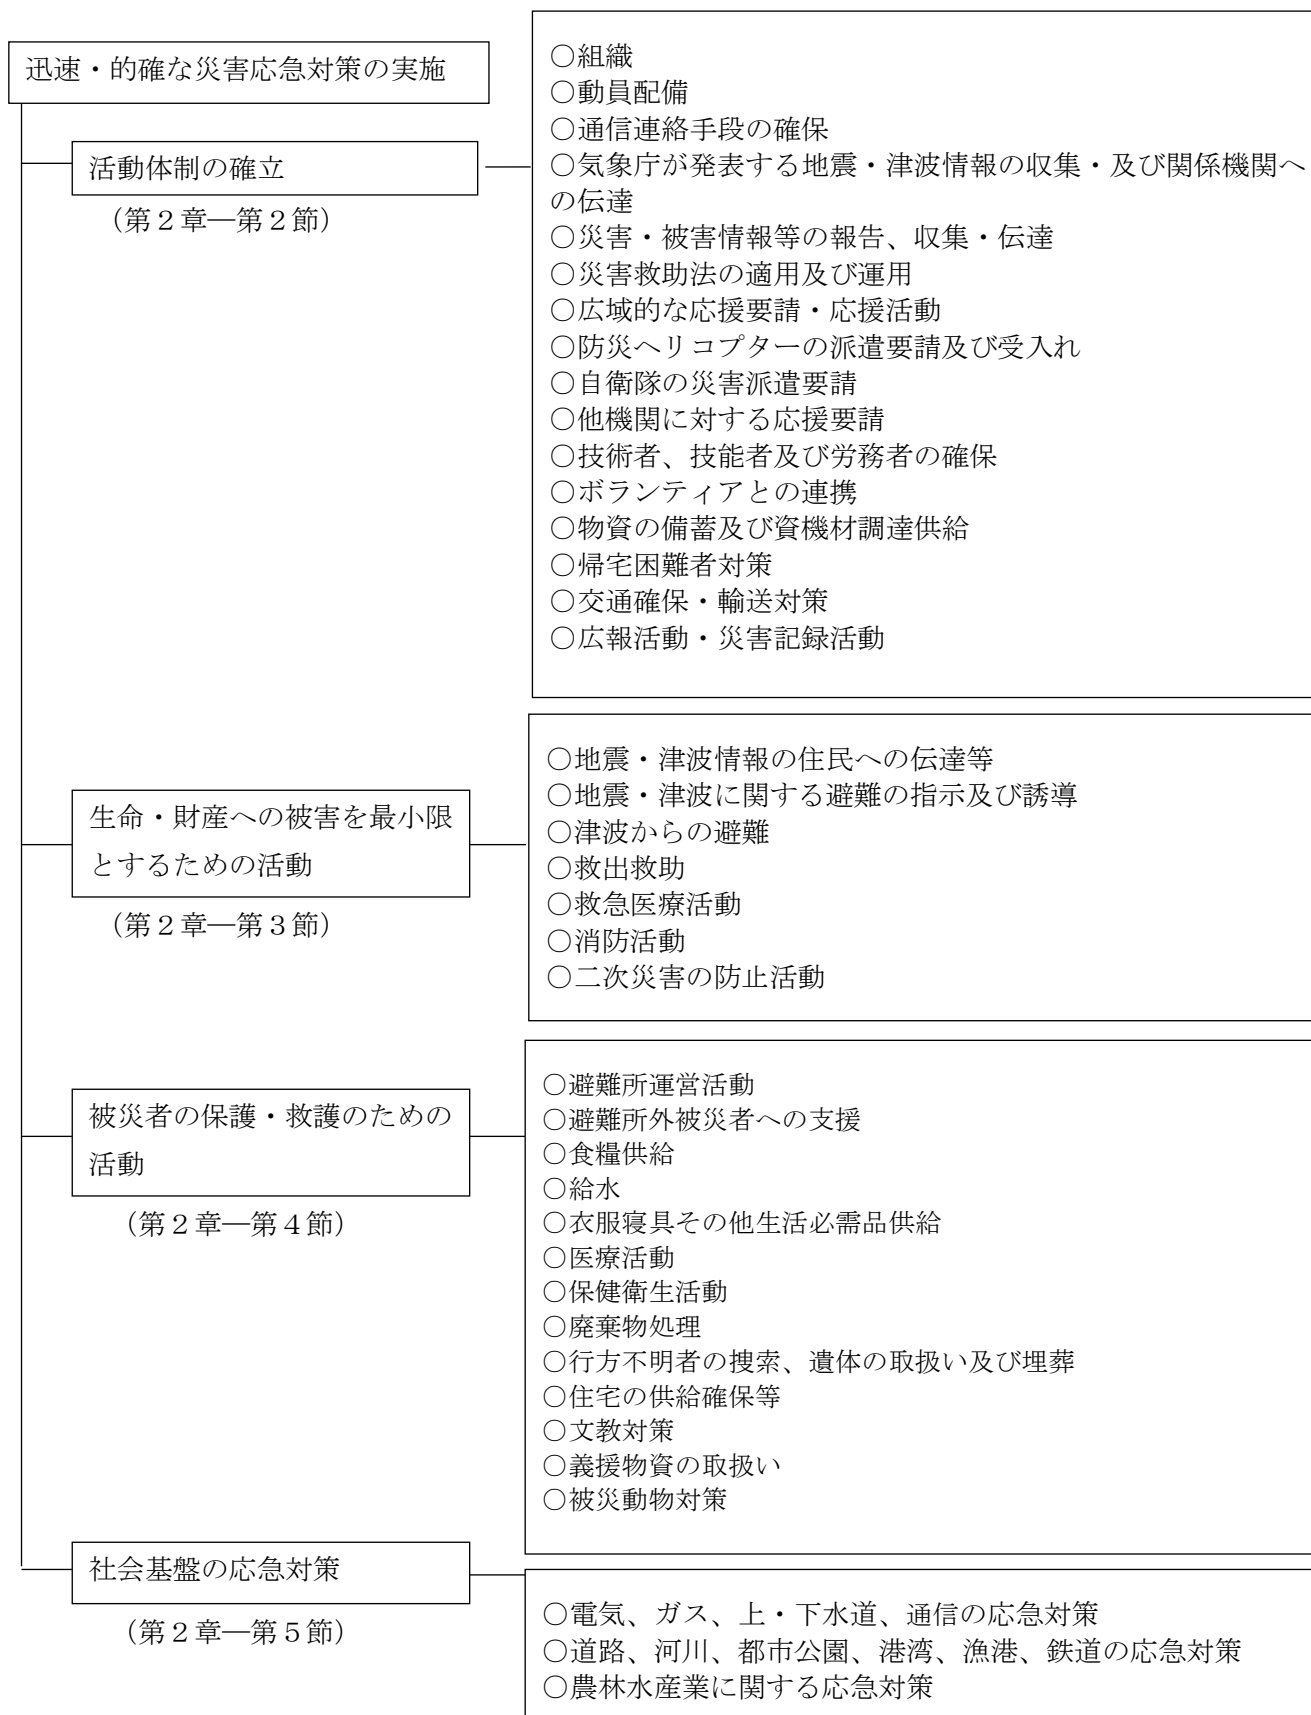 迅速・的確な災害応急対策の実施
活動体制の確立
（第２章―第２節）
○組織
○動員配備
○通信連絡手段の確保
○気象庁が発表する地震・津波情報の収集・及び関係機関へ
の伝達
○災害・被害情報等の報告、収集・伝達
○災害救助法の適用及び運用
○広域的な応援要請・応援活動
○防災ヘリコプターの派遣要請及び受入れ
○自衛隊の災害派遣要請
○他機関に対する応援要請
○技術者、技能者及び労務者の確保
○ボランティアとの連携
○物資の備蓄及び資機材調達供給
○帰宅困難者対策
○交通確保・輸送対策
○広報活動・災害記録活動
生命・財産への被害を最小限
とするための活動
（第２章―第３節）
○地震・津波情報の住民への伝達等
○地震・津波に関する避難の指示及び誘導
○津波からの避難
○救出救助
○救急医療活動
○消防活動
○二次災害の防止活動
被災者の保護・救護のための
活動
（第２章―第４節）
○避難所運営活動
○避難所外被災者への支援
○食糧供給
○給水
○衣服寝具その他生活必需品供給
○医療活動
○保健衛生活動
○廃棄物処理
○行方不明者の捜索、遺体の取扱い及び埋葬
○住宅の供給確保等
○文教対策
○義援物資の取扱い
○被災動物対策
社会基盤の応急対策
（第２章―第５節）
○電気、ガス、上・下水道、通信の応急対策
○道路、河川、都市公園、港湾、漁港、鉄道の応急対策
○農林水産業に関する応急対策